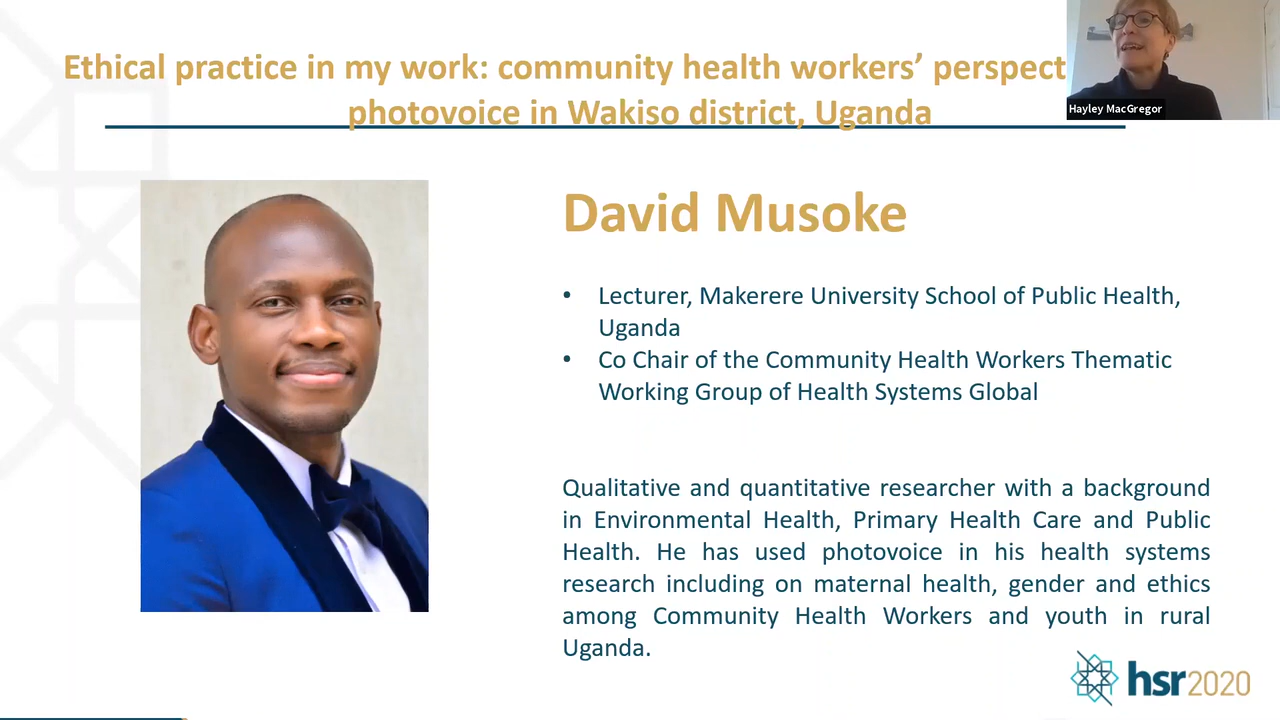 Ethical practice in my work: community health workers’ perspect
photovoice in Wakiso district, Uganda
Hayley MacGregor
David Musoke
• Lecturer, Makerere University School of Public Health,
Uganda
• Co Chair of the Community Health Workers Thematic
Working Group of Health Systems Global
Qualitative and quantitative researcher with a background
in Environmental Health, Primary Health Care and Public
Health. He has used photovoice in his health systems
research including on maternal health, gender and ethics
among Community Health Workers and youth in rural
Uganda.
hsr2020